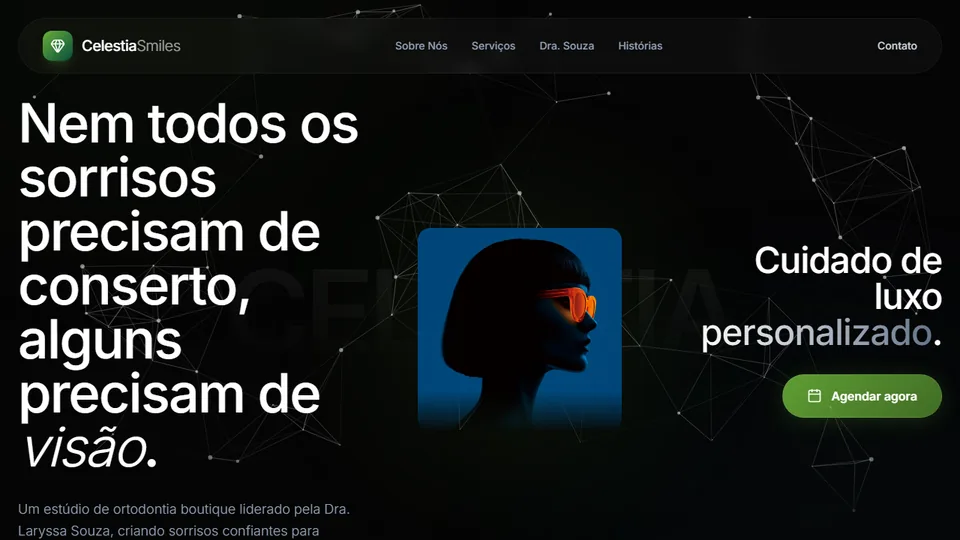 CelestiaSmiles
Sobre Nós
Serviços
Dra. Souza
Histórias
Contato
Nem todos os
sorrisos
precisam de
conserto,
alguns
precisam de
visão.
Um estúdio de ortodontia boutique liderado pela Dra.
Laryssa Souza, criando sorrisos confiantes para
CELESTIA
Cuidado de
luxo
personalizado.
Agendar agora